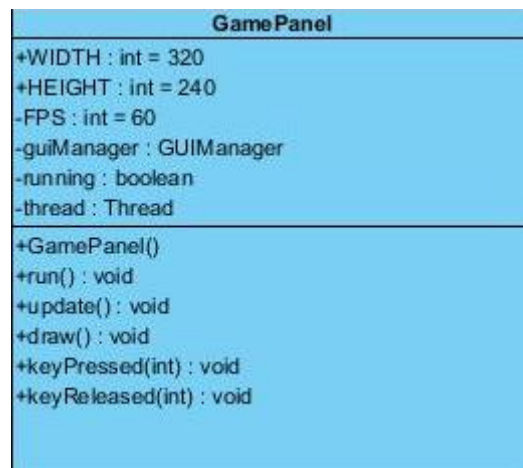 GamePanel
+WIDTH : int = 320
+HEIGHT : int = 240
-FPS : int = 60
-guiManager : GUIManager
-running : boolean
-thread : Thread
+GamePanel()
+run() : void
+update() : void
+draw() : void
+keyPressed(int) : void
+keyReleased(int) : void